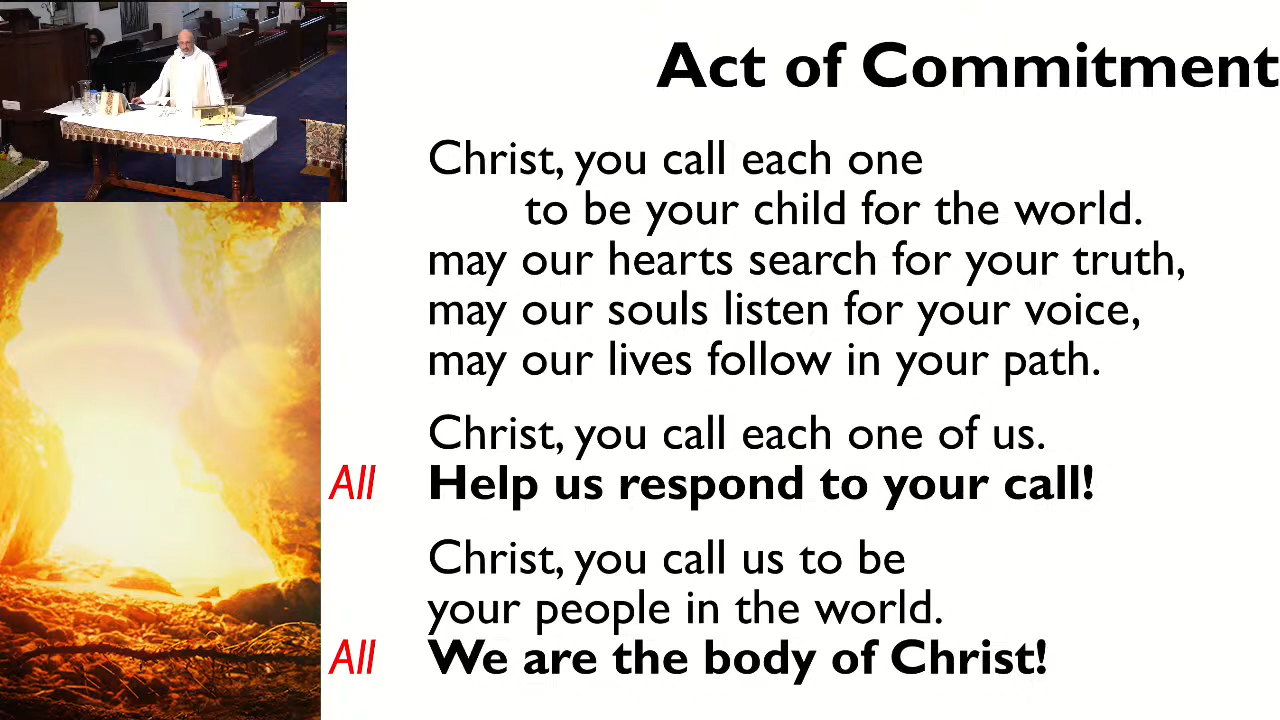 Act of Commitment
Christ, you call each one
to be your child for the world.
may our hearts search for your truth,
may our souls listen for your voice,
may our lives follow in your path.
Christ, you call each one of us.
All Help us respond to your call!
Christ, you call us to be
your people in the world.
All We are the body of Christ!